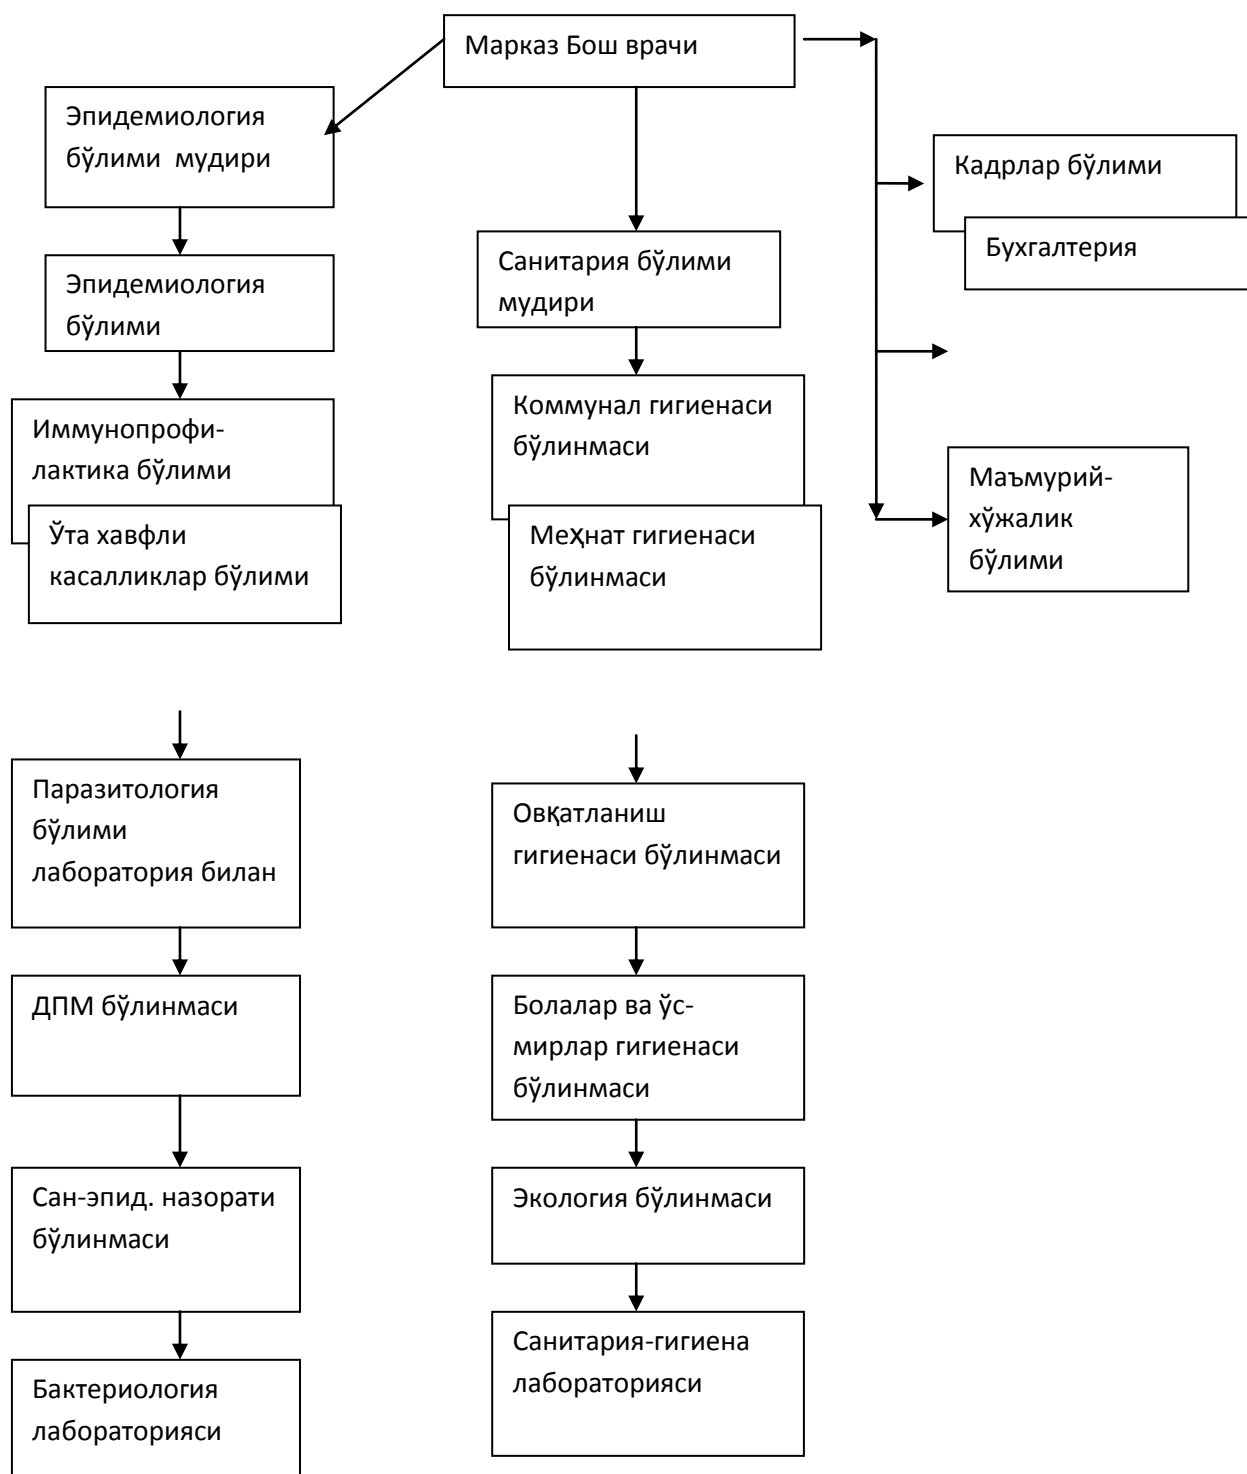 Марказ Бош врачи
Эпидемиология
бўлими мудири
Кадрлар бўлими
Бухгалтерия
Санитария бўлими
мудири
Эпидемиология
бўлими
Иммунопрофи-
лактика бўлими
Ўта хавфли
касалликлар бўлими
Коммунал гигиенаси
бўлинмаси
Меҳнат гигиенаси
бўлинмаси
Маъмурий-
хўжалик
бўлими
Паразитология
бўлими
лаборатория билан
Овқатланиш
гигиенаси бўлинмаси
ДПМ бўлинмаси
Болалар ва ўс-
мирлар гигиенаси
бўлинмаси
Сан-эпид. назорати
бўлинмаси
Экология бўлинмаси
Бактериология
лабораторияси
Санитария-гигиена
лабораторияси